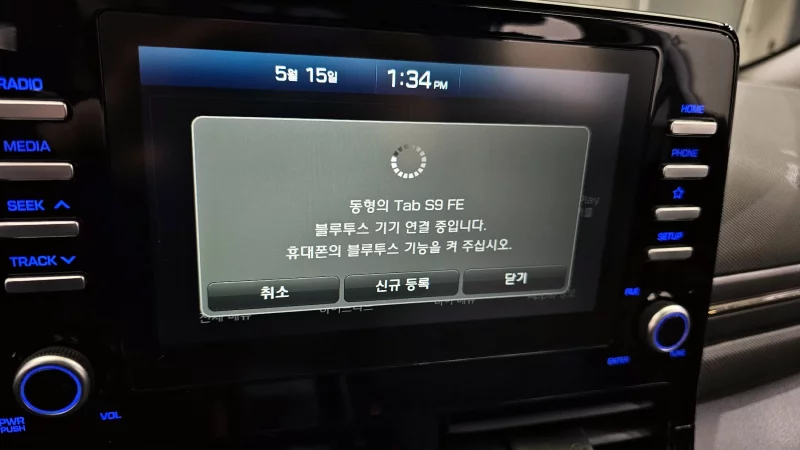 5월 15일 1:34 PM
동형의 Tab S9 FE
블루투스 기기 연결 중입니다.
휴대폰의 블루투스 기능을 켜 주십시오.
취소 신규 등록 닫기
RADIO
MEDIA
SEEK
TRACK
PWR
PUSH
VOL
HOME
PHONE
SETUP
FILE
TUNE
ENTER